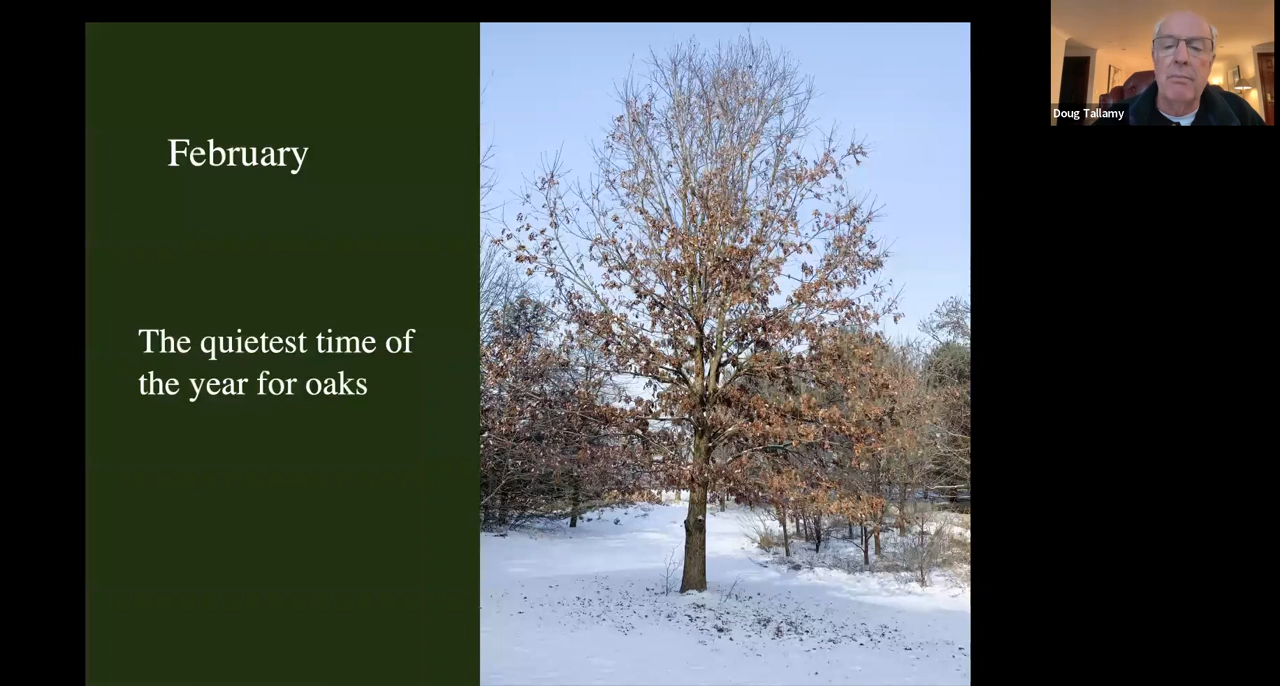 February
The quietest time of
the year for oaks
Doug Tallamy